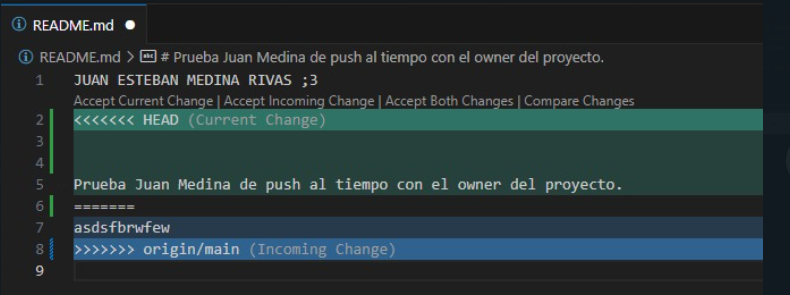 README.md
README.md > # Prueba Juan Medina de push al tiempo con el owner del proyecto.
1 JUAN ESTEBAN MEDINA RIVAS ;3
Accept Current Change | Accept Incoming Change | Accept Both Changes | Compare Changes
2 <<<<<<< HEAD (Current Change)
3
4
5 Prueba Juan Medina de push al tiempo con el owner del proyecto.
6 =======
7 asdsfbrwfew
8 >>>>>>> origin/main (Incoming Change)
9